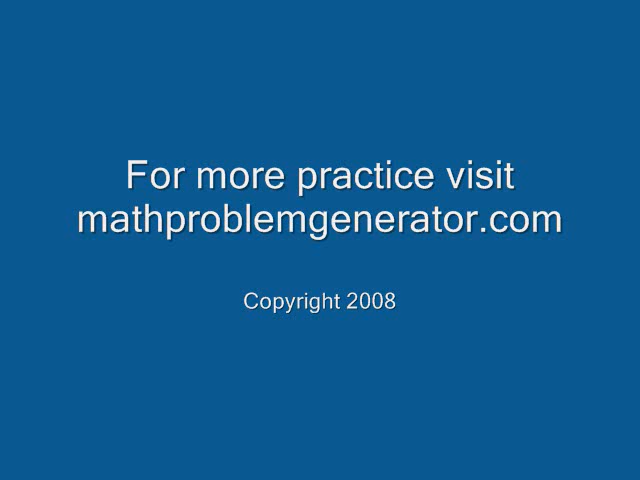 For more practice visit
mathproblemgenerator.com
Copyright 2008